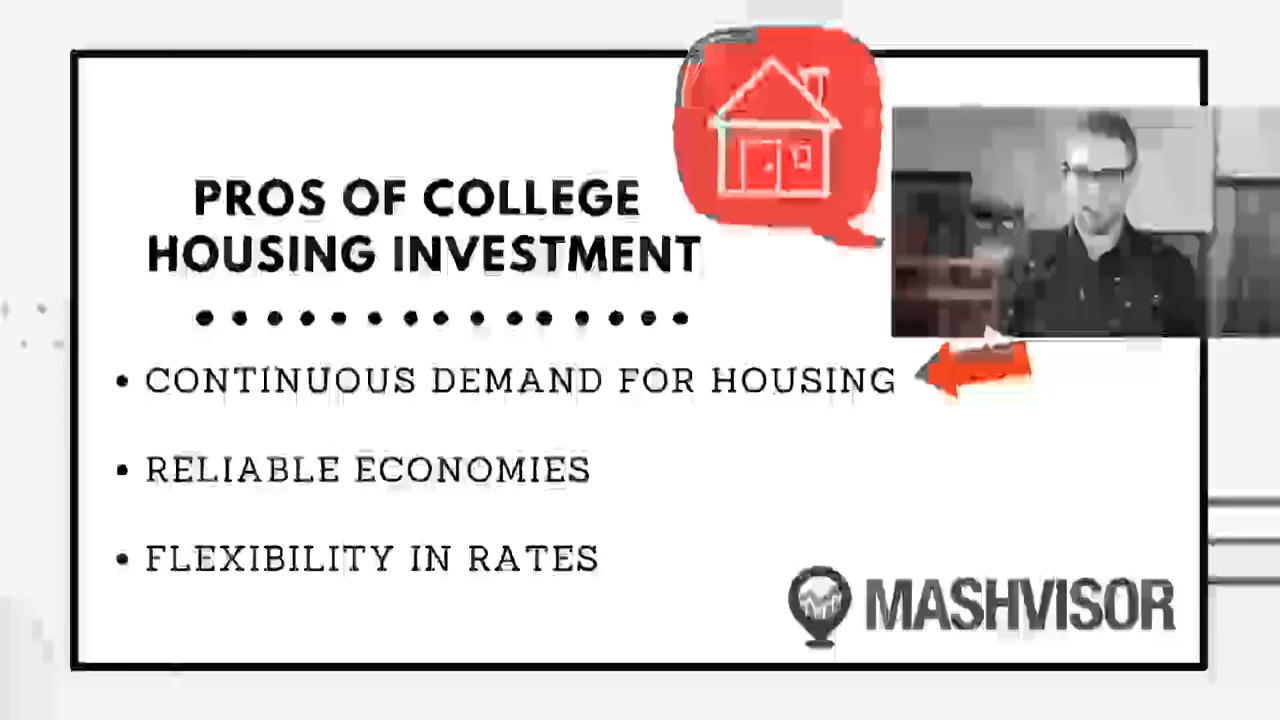 PROS OF COLLEGE
HOUSING INVESTMENT
• CONTINUOUS DEMAND FOR HOUSING
• RELIABLE ECONOMIES
• FLEXIBILITY IN RATES
MASHVISOR